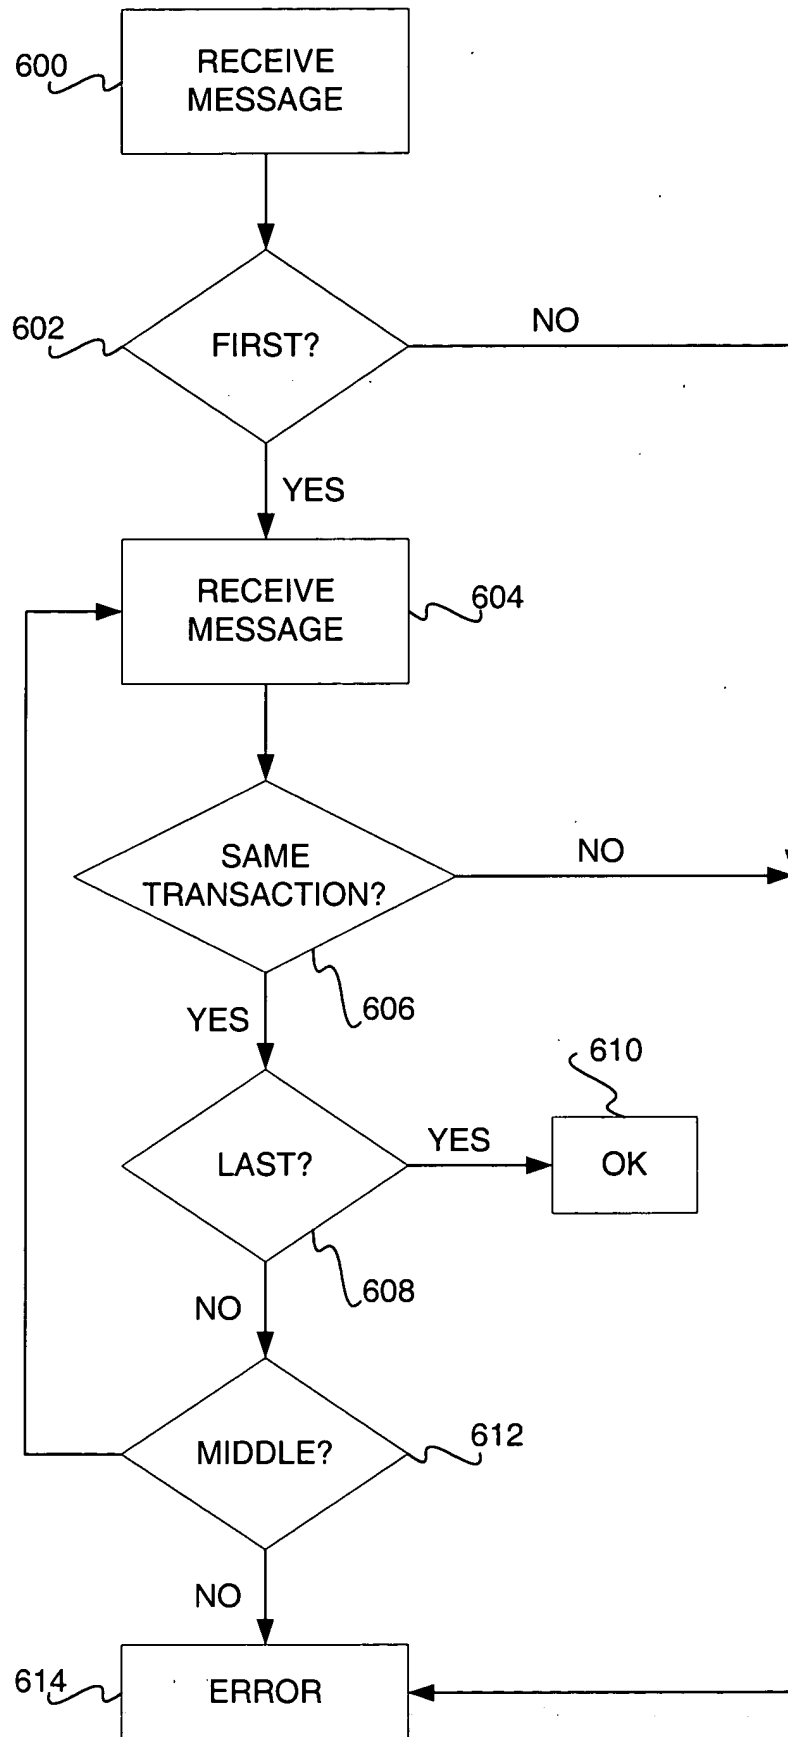 600
RECEIVE
MESSAGE
602
FIRST?
NO
YES
RECEIVE
MESSAGE
604
SAME
TRANSACTION?
NO
606
YES
610
LAST?
YES
OK
608
NO
MIDDLE?
612
NO
614
ERROR